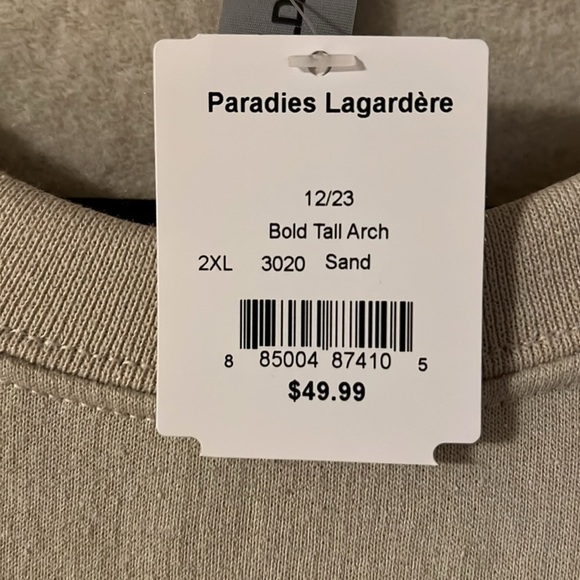 Paradies Lagardère
12/23
Bold Tall Arch
2XL 3020 Sand
8 85004 87410 5
$49.99